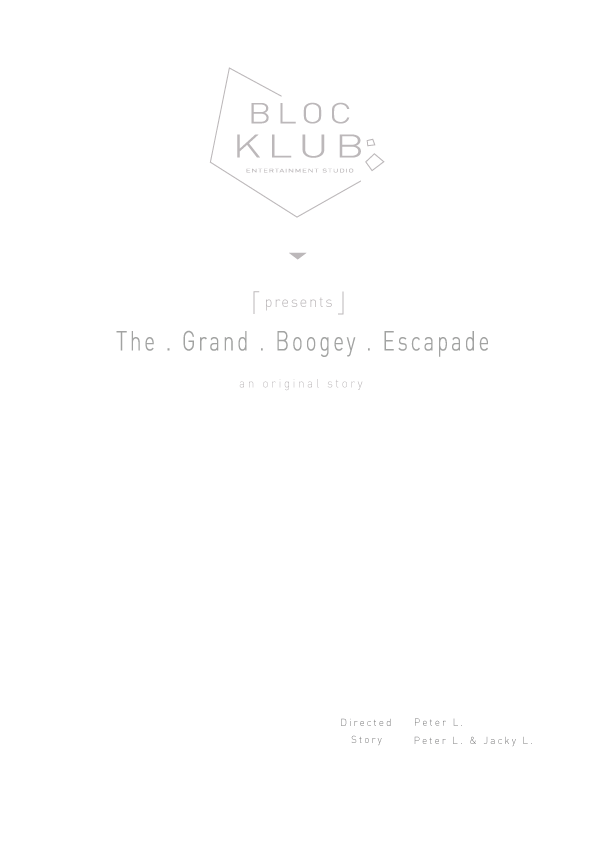 BLOC
KLUB
ENTERTAINMENT STUDIO
「presents」
The . Grand . Boogey . Escapade
an original story
Directed Peter L.
Story Peter L. & Jacky L.